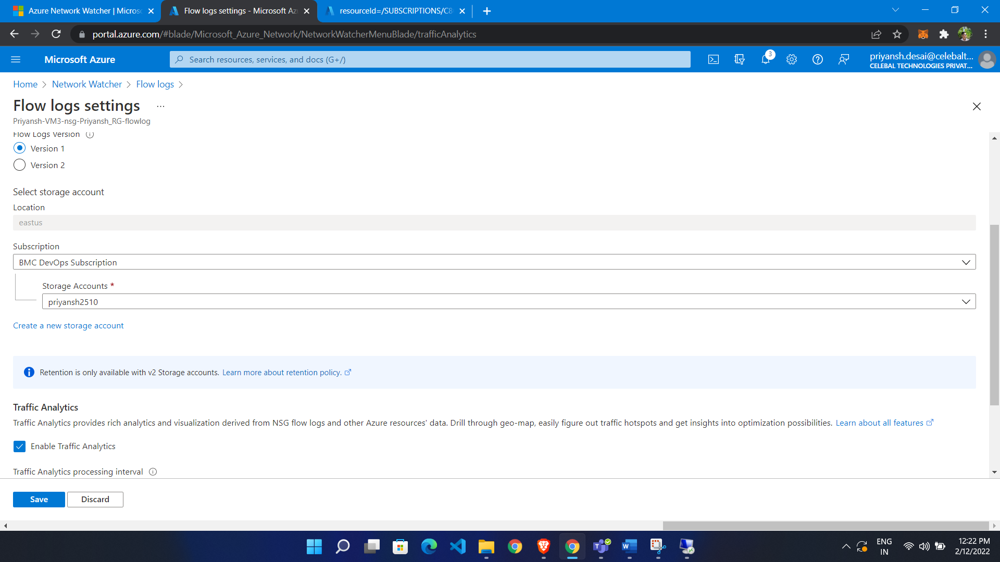 Azure Network Watcher | Micros
Flow logs settings - Microsoft Az
resourceId=/SUBSCRIPTIONS/C8
portal.azure.com/#blade/Microsoft_Azure_Network/NetworkWatcherMenuBlade/trafficAnalytics
Microsoft Azure
Search resources, services, and docs (G+/)
3
priyansh.desai@celebalt...
CELEBAL TECHNOLOGIES PRIVAT...
Home > Network Watcher > Flow logs >
Flow logs settings ...
Priyansh-VM3-nsg-Priyansh_RG-flowlog
Flow Logs Version
Version 1
Version 2
Select storage account
Location
eastus
Subscription
BMC DevOps Subscription
Storage Accounts *
priyansh2510
Create a new storage account
Retention is only available with v2 Storage accounts. Learn more about retention policy.
Traffic Analytics
Traffic Analytics provides rich analytics and visualization derived from NSG flow logs and other Azure resources' data. Drill through geo-map, easily figure out traffic hotspots and get insights into optimization possibilities. Learn about all features
Enable Traffic Analytics
Traffic Analytics processing interval
Save
Discard
ENG
IN
12:22 PM
2/12/2022